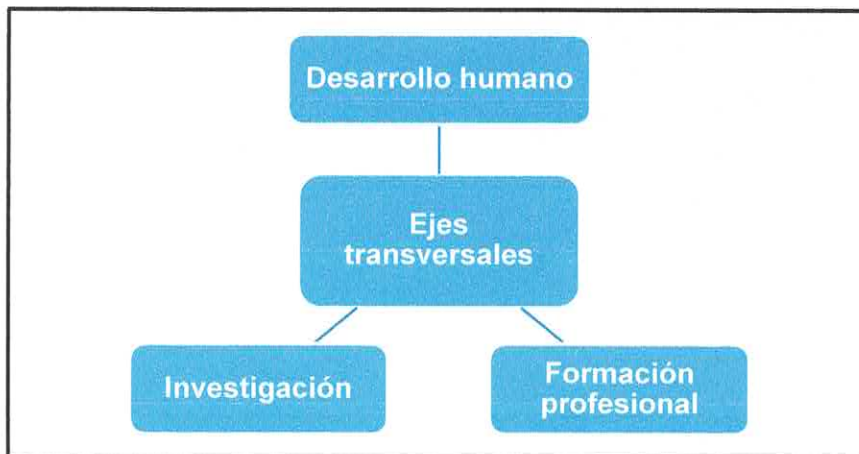 Desarrollo humano
Ejes
transversales
Investigación
Formación
profesional